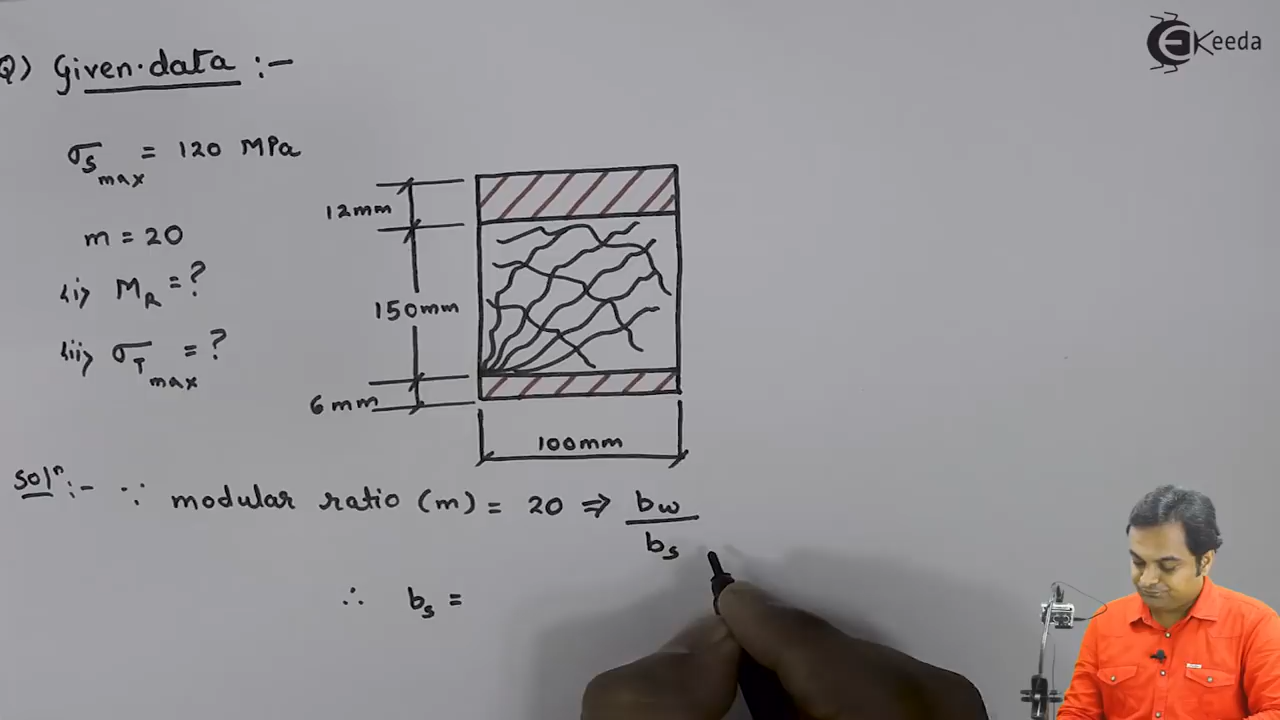 Keeda
Q) Given data :-
σs max = 120 MPa
m = 20
(i) MR = ?
(ii) σT max = ?
12mm
150mm
6mm
100mm
Solⁿ :- ∵ modular ratio (m) = 20 ⇒ bw / bs
∴ bs =